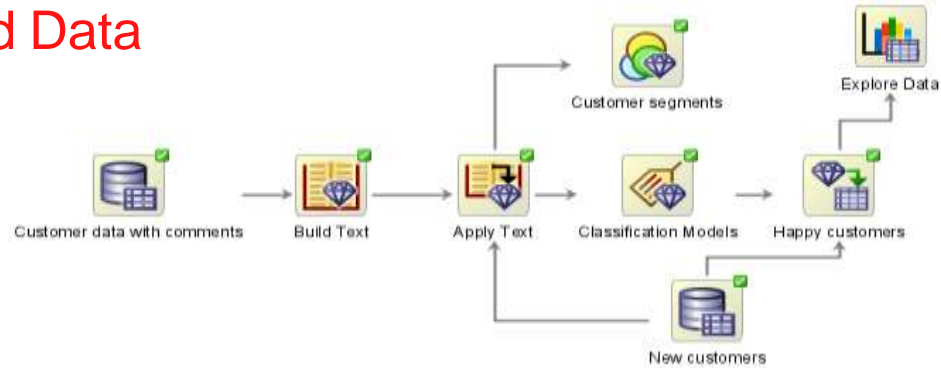 d Data
Explore Data
Customer segments
Customer data with comments
Build Text
Apply Text
Classification Models
Happy customers
New customers